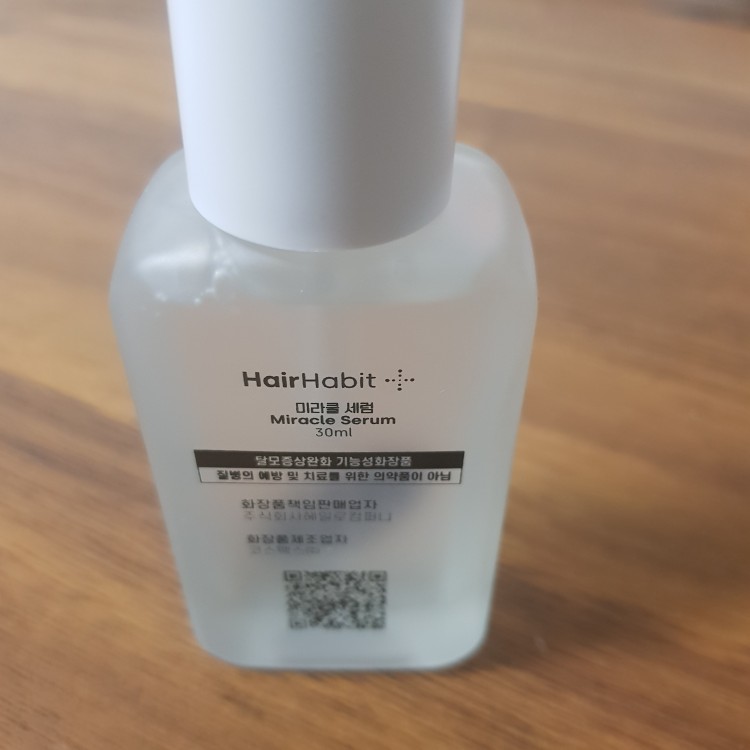 HairHabit
미라클 세럼
Miracle Serum
30ml
탈모증상완화 기능성화장품
질병의 예방 및 치료를 위한 의약품이 아님
화장품책임판매업자
화장품제조업자